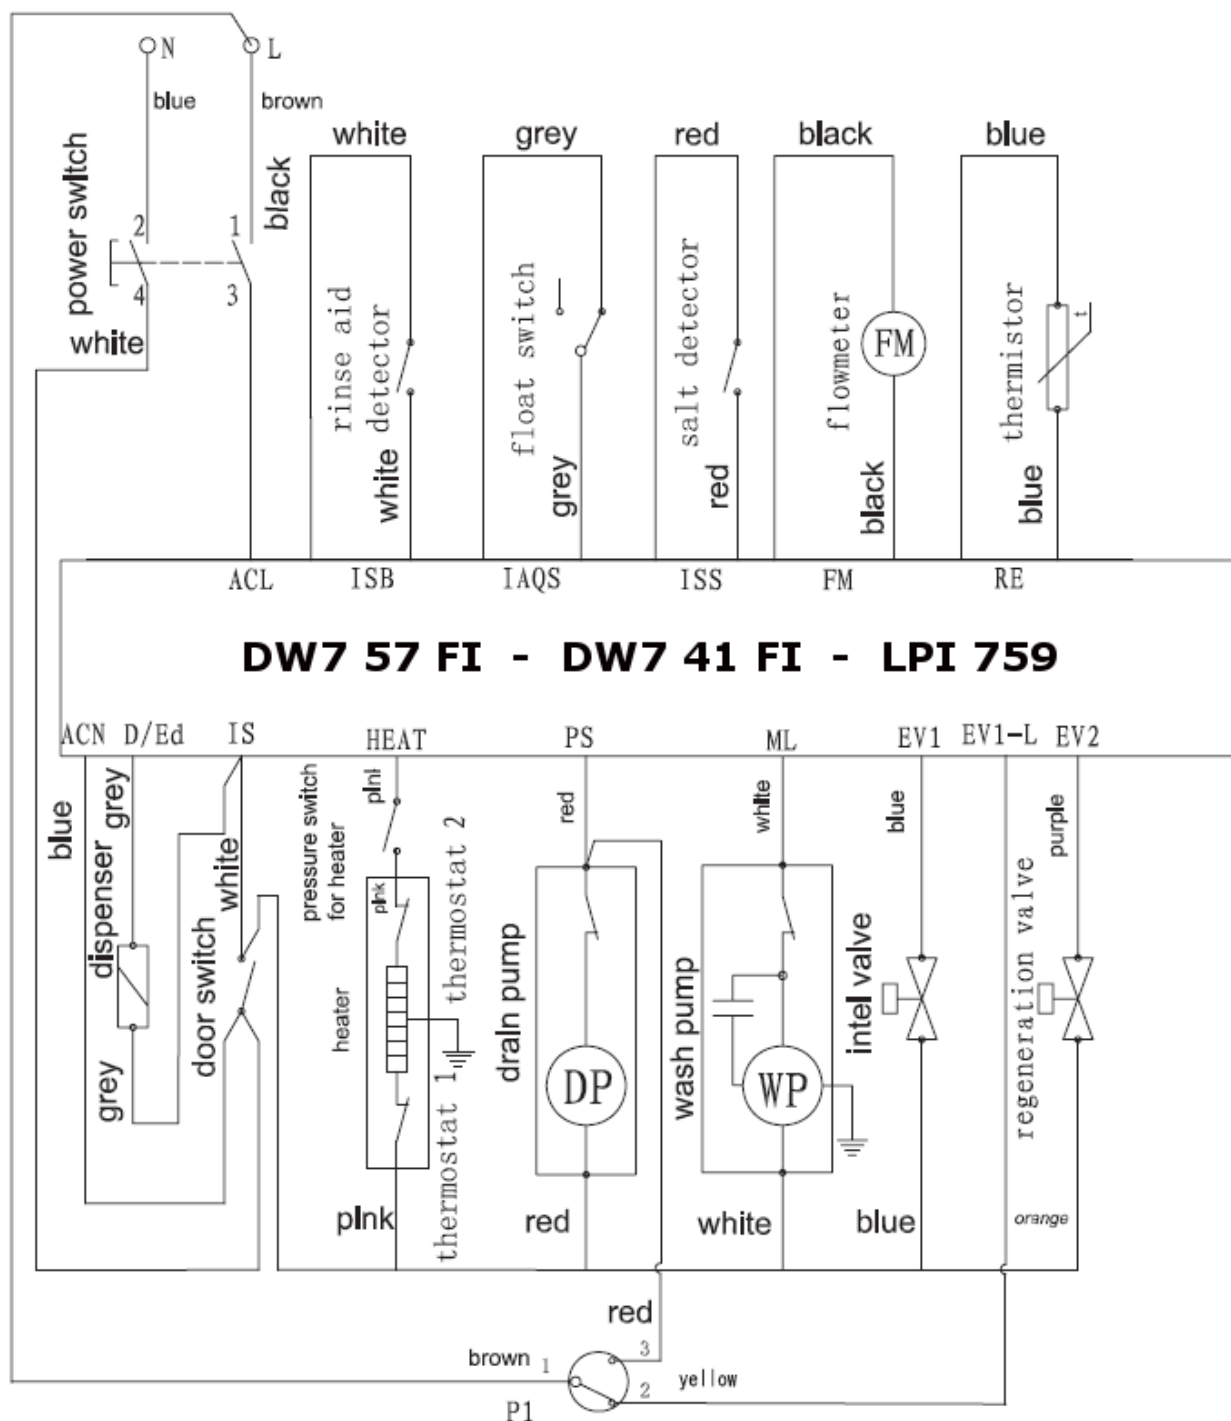 N
L
blue
brown
white
grey
red
black
blue
power switch
black
2
1
4
3
white
rinse aid
detector
white
float switch
grey
salt detector
red
flowmeter
FM
black
thermistor
t
blue
ACL
ISB
IAQS
ISS
FM
RE
DW7 57 FI - DW7 41 FI - LPI 759
ACN
D/Ed
IS
HEAT
PS
ML
EV1
EV1-L
EV2
blue
grey
dispenser
grey
white
door switch
pressure switch
for heater
pink
heater
thermostat 2
thermostat 1
pink
red
drain pump
DP
red
white
wash pump
WP
white
blue
intel valve
blue
regeneration valve
purple
orange
red
brown
1
3
2
yellow
P1